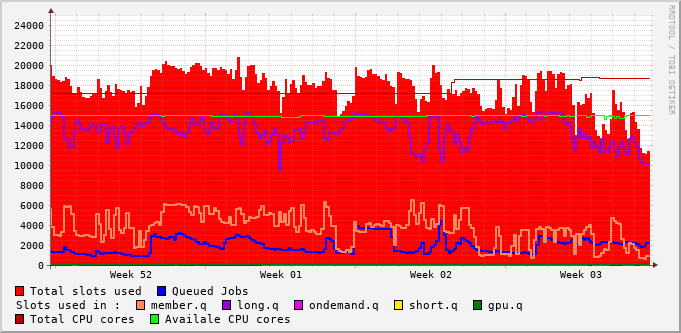 RRDTOOL / TOBI OETIKER
24000
22000
20000
18000
16000
14000
12000
10000
8000
6000
4000
2000
0
Week 52 Week 01 Week 02 Week 03
Total slots used Queued Jobs
Slots used in : member.q long.q ondemand.q short.q gpu.q
Total CPU cores Availale CPU cores